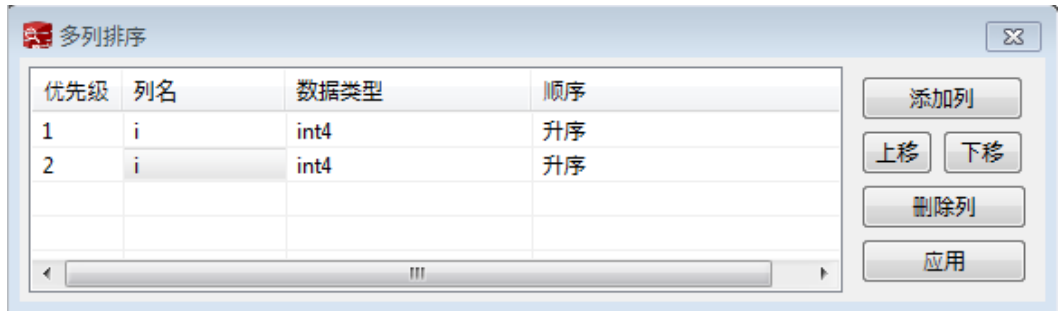 多列排序
优先级 列名 数据类型 顺序
1 i int4 升序
2 i int4 升序
添加列
上移 下移
删除列
应用